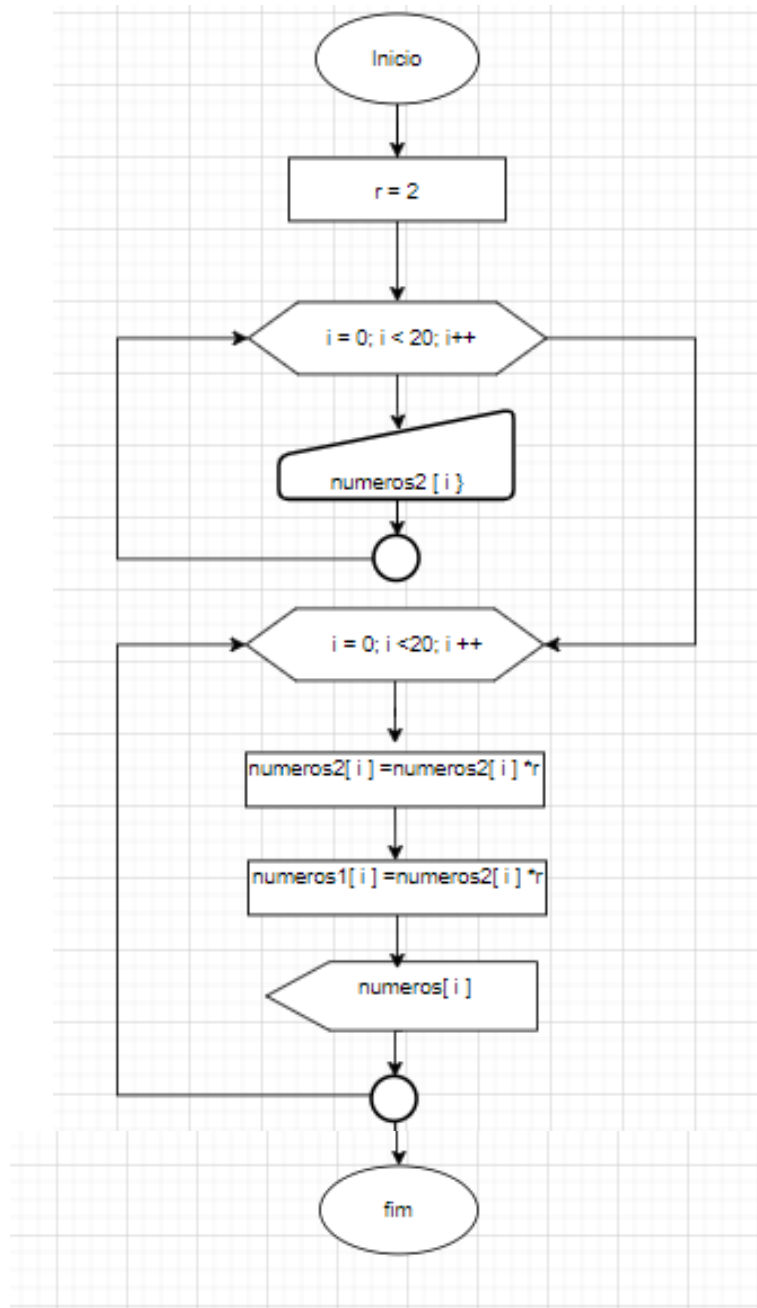 Inicio
r = 2
i = 0; i < 20; i++
numeros2 [ i }
i = 0; i <20; i ++
numeros2[ i ] =numeros2[ i ] *r
numeros1[ i ] =numeros2[ i ] *r
numeros[ i ]
fim